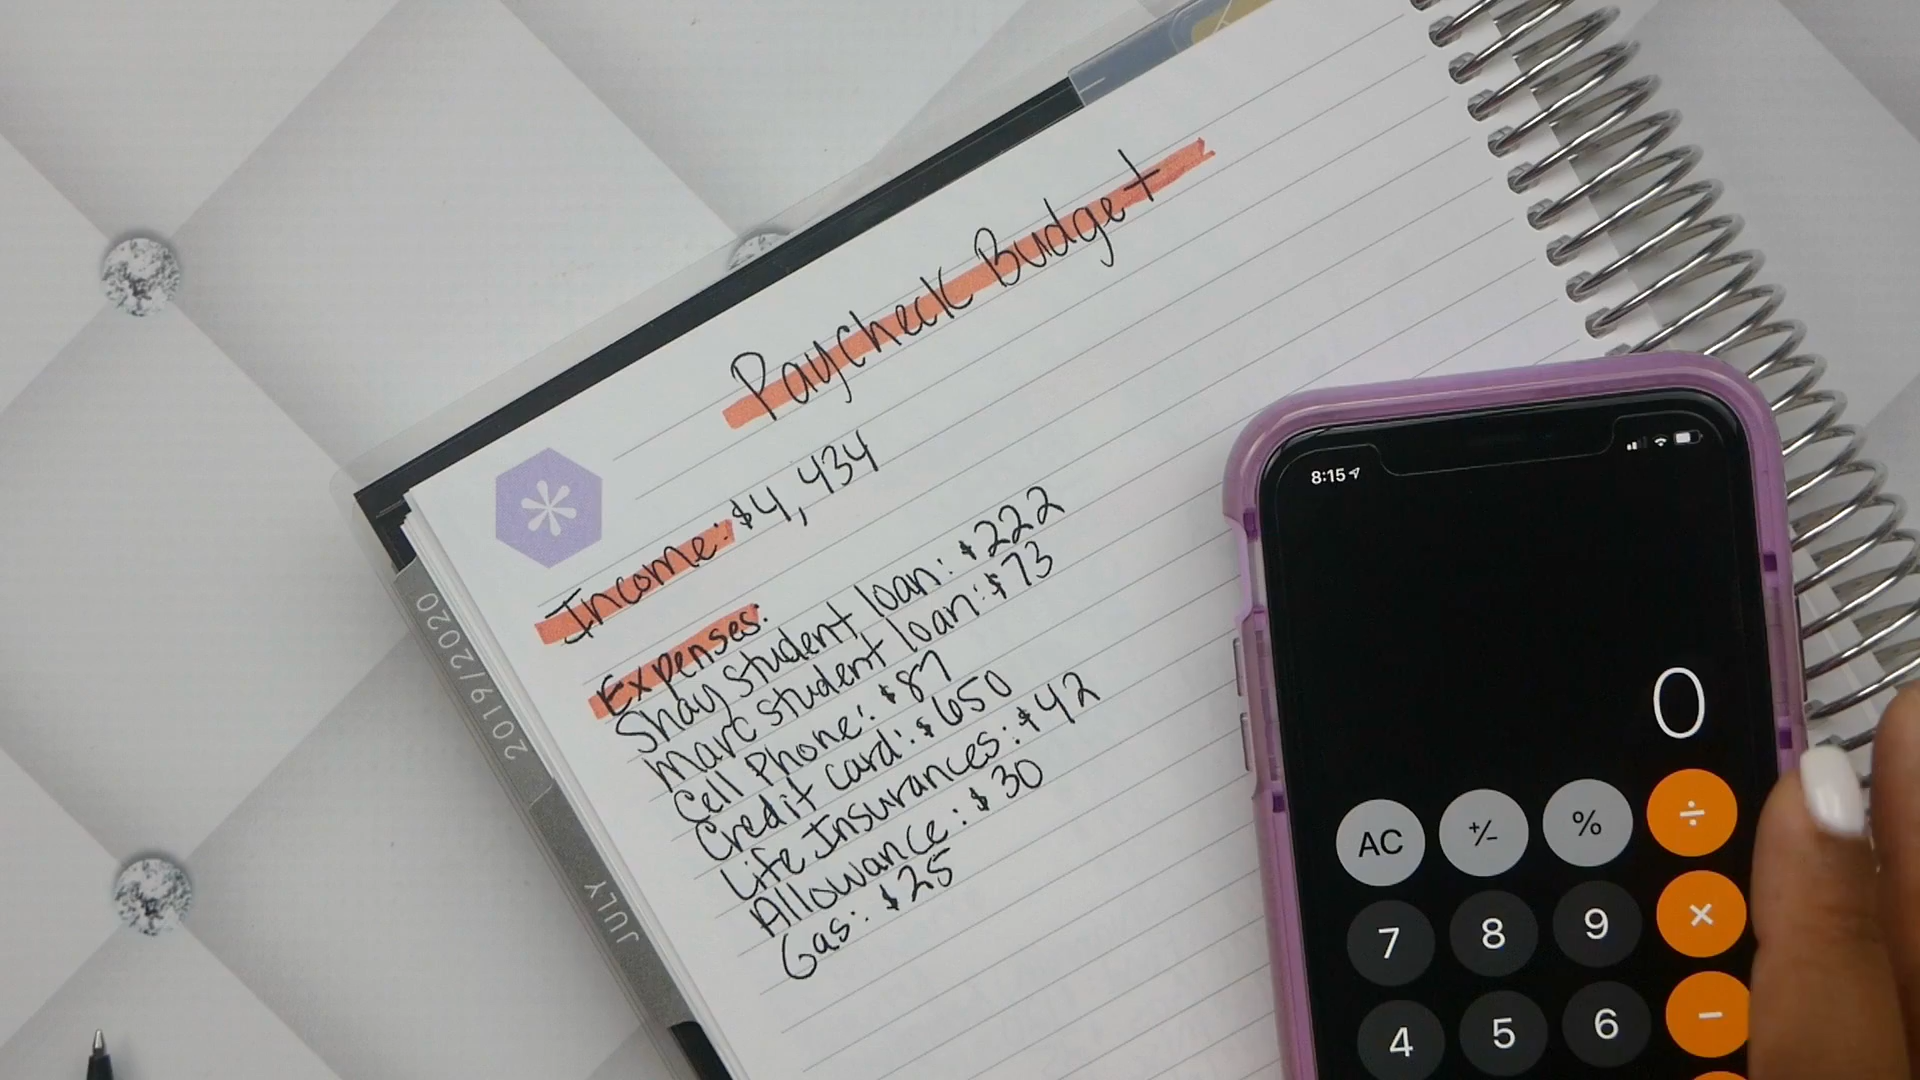 Paycheck Budget
Income: $4,434
Expenses:
Shay student loan: $222
Marc student loan: $73
Cell Phone: $87
Credit card: $650
Life Insurances: $42
Allowance: $30
Gas: $25
2019/2020
JULY
8:15
0
AC +/- % ÷
7 8 9 ×
4 5 6 −